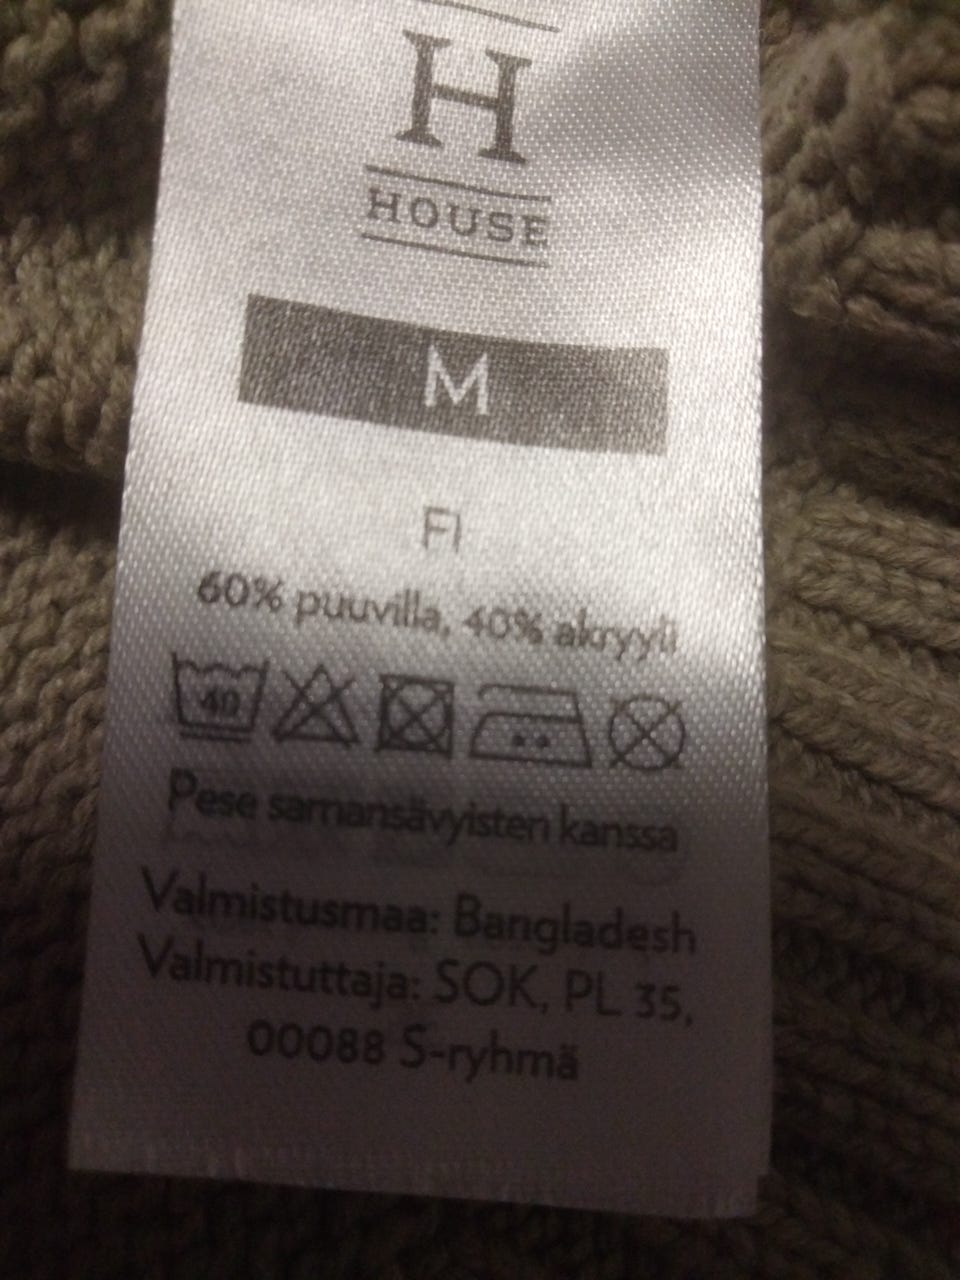 H
HOUSE
M
FI
60% puuvilla, 40% akryyli
40
Pese samansävyisten kanssa
Valmistusmaa: Bangladesh
Valmistuttaja: SOK, PL 35,
00088 S-ryhmä